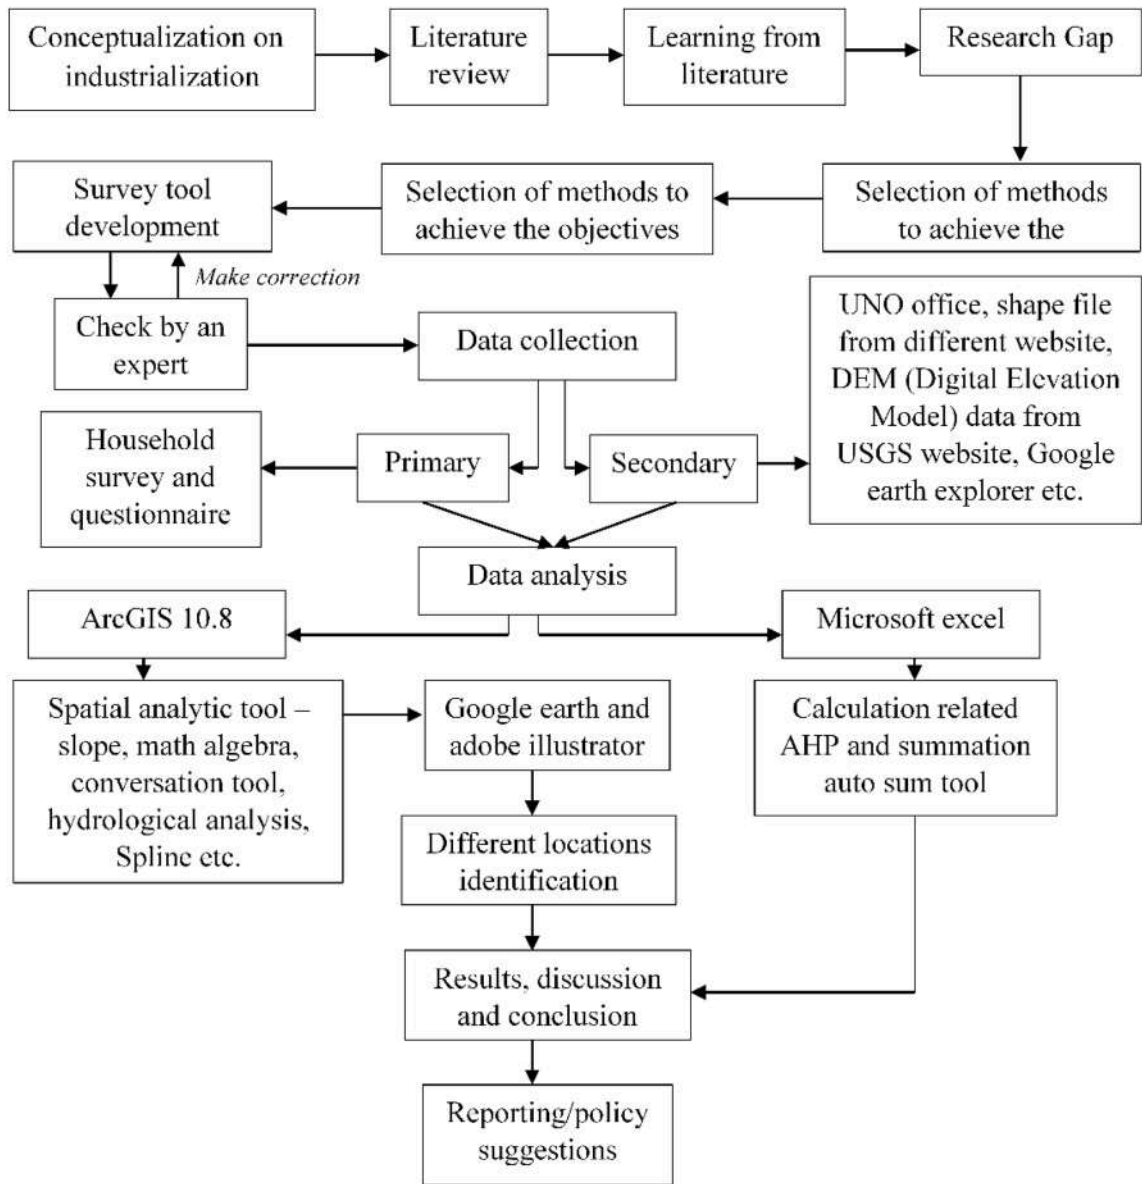 Conceptualization on
industrialization
Literature
review
Learning from
literature
Research Gap
Survey tool
development
Selection of methods to
achieve the objectives
Selection of methods
to achieve the
Make correction
Check by an
expert
Data collection
UNO office, shape file
from different website,
DEM (Digital Elevation
Model) data from
USGS website, Google
earth explorer etc.
Household
survey and
questionnaire
Primary
Secondary
Data analysis
ArcGIS 10.8
Microsoft excel
Spatial analytic tool –
slope, math algebra,
conversation tool,
hydrological analysis,
Spline etc.
Google earth and
adobe illustrator
Calculation related
AHP and summation
auto sum tool
Different locations
identification
Results, discussion
and conclusion
Reporting/policy
suggestions